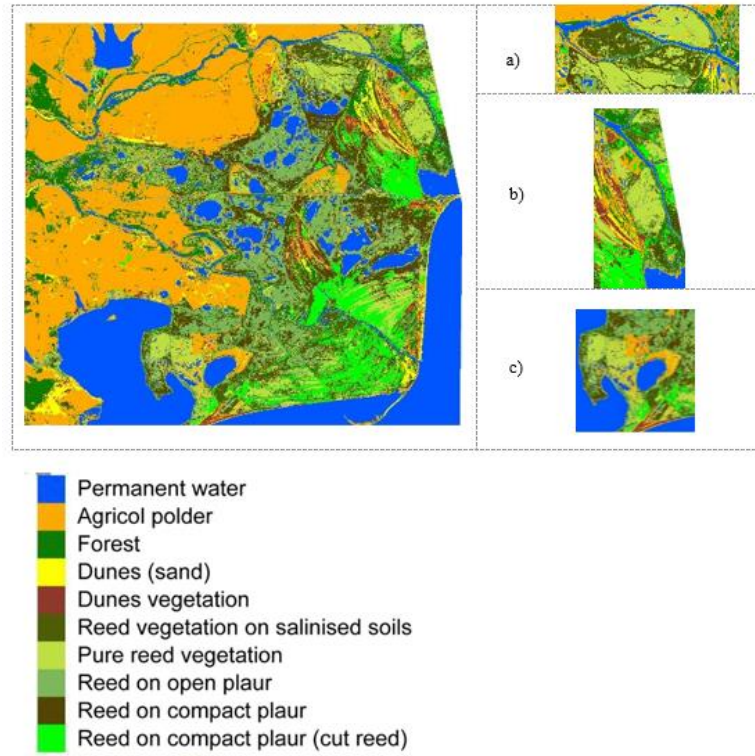 a)
b)
c)
Permanent water
Agricol polder
Forest
Dunes (sand)
Dunes vegetation
Reed vegetation on salinised soils
Pure reed vegetation
Reed on open plaur
Reed on compact plaur
Reed on compact plaur (cut reed)